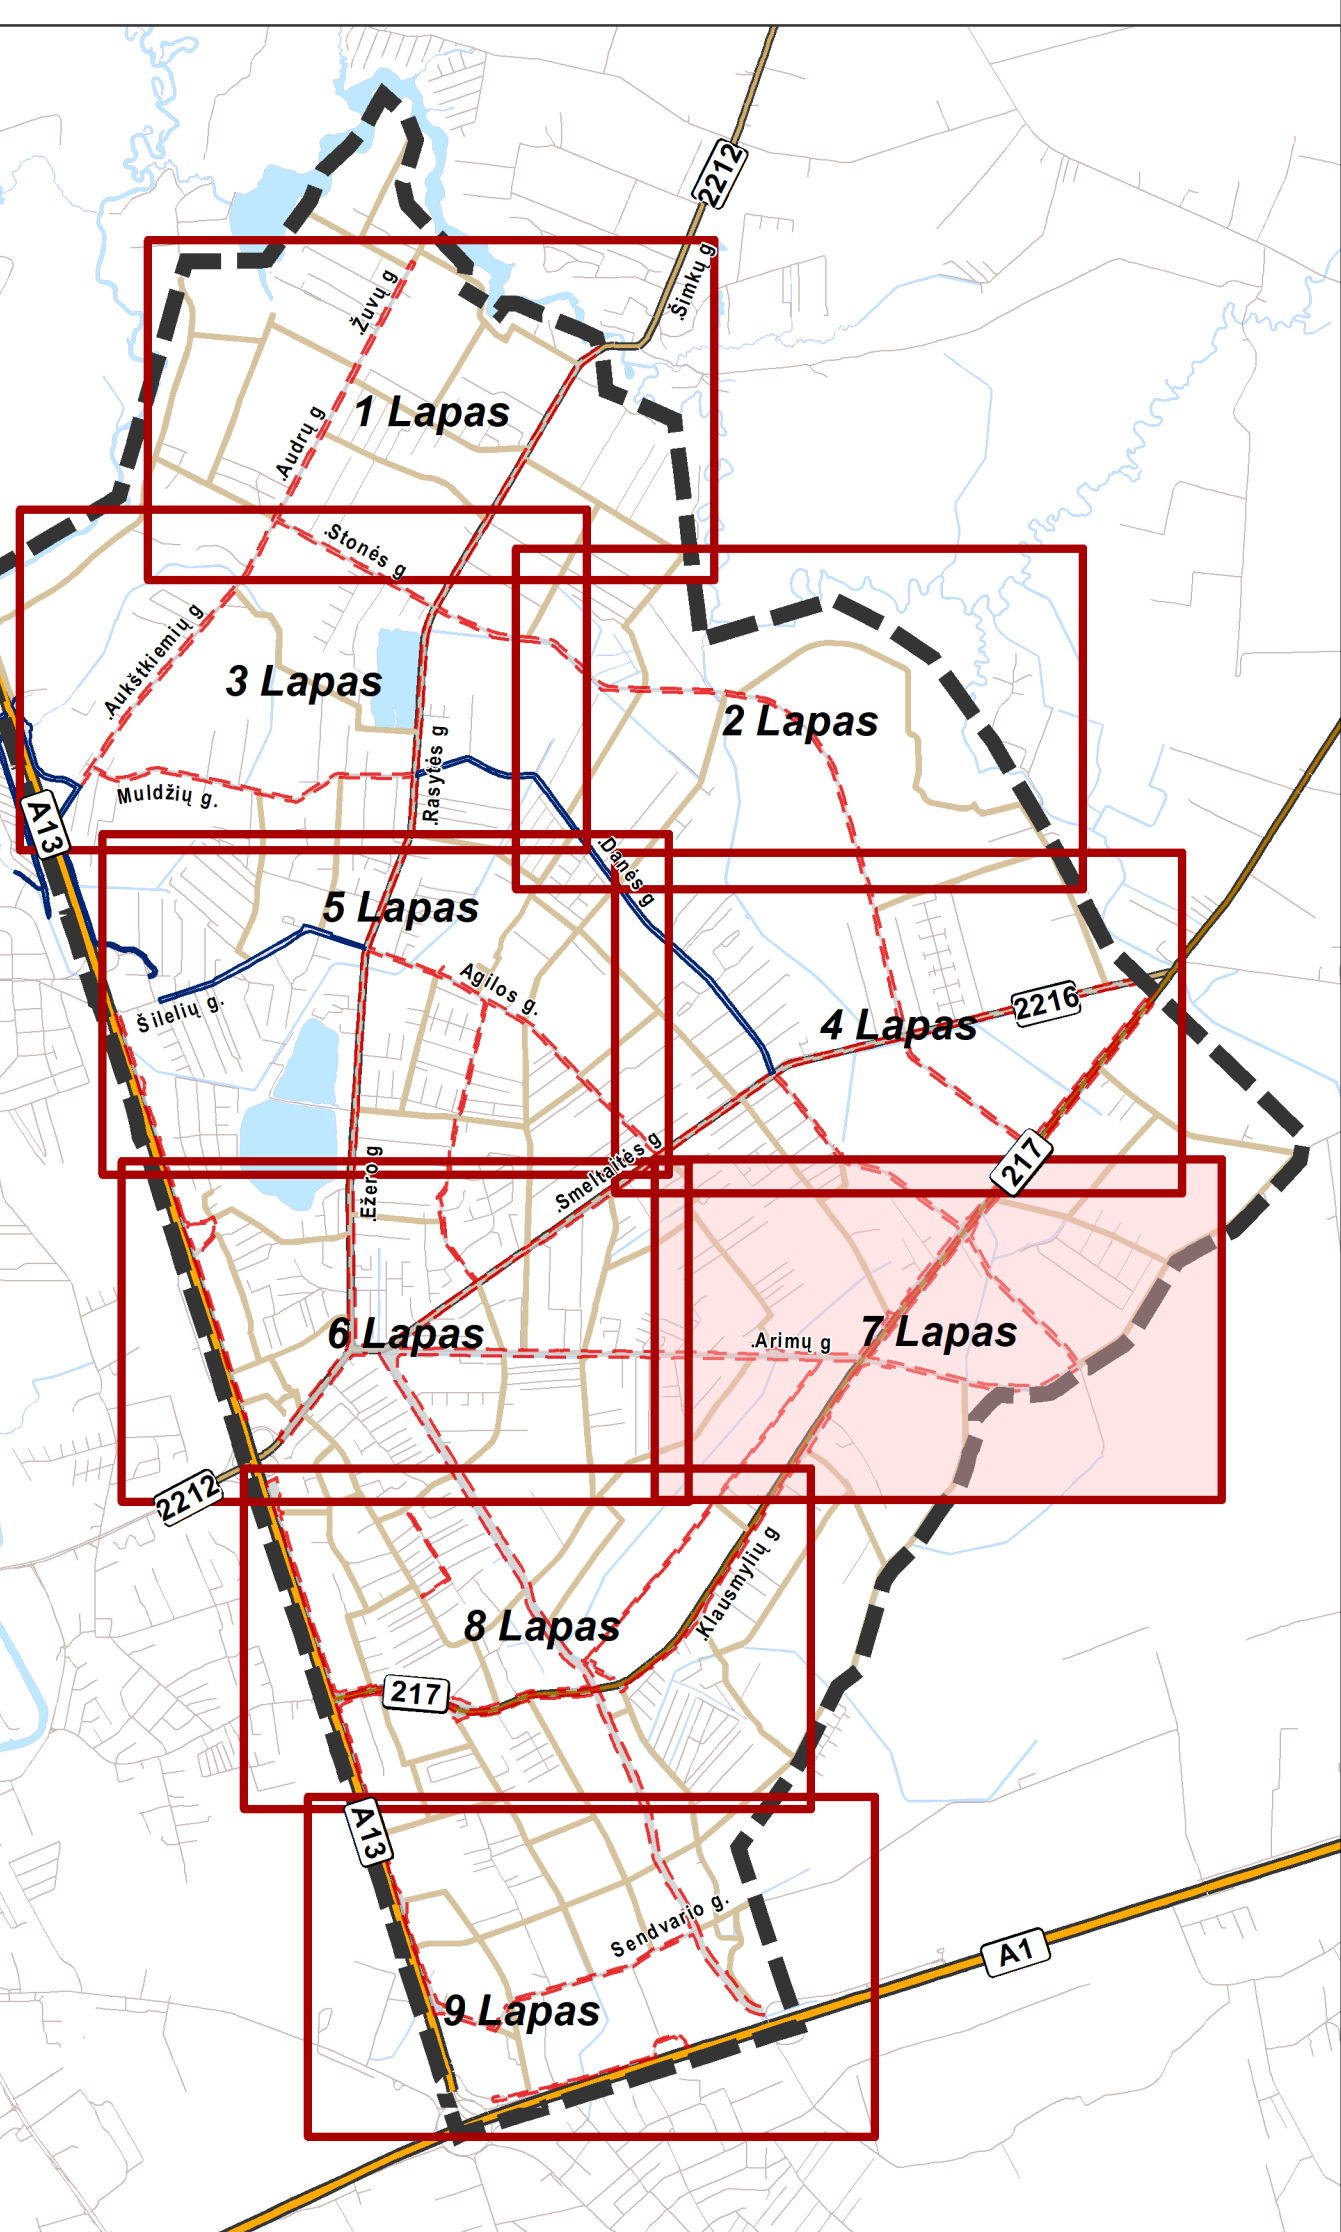 2212
.Šimkų g
.Žuvų g
1 Lapas
.Audrų g
.Stonės g
.Aukštkiemių g
3 Lapas
2 Lapas
.Rasytės g
Muldžių g.
A13
.Danės g
5 Lapas
Agilos g.
Šilelių g.
2216
4 Lapas
217
.Smeltaitės g
.Ežero g
6 Lapas
.Arimų g
7 Lapas
2212
.Klausmylių g
8 Lapas
217
A13
Sendvario g.
A1
9 Lapas